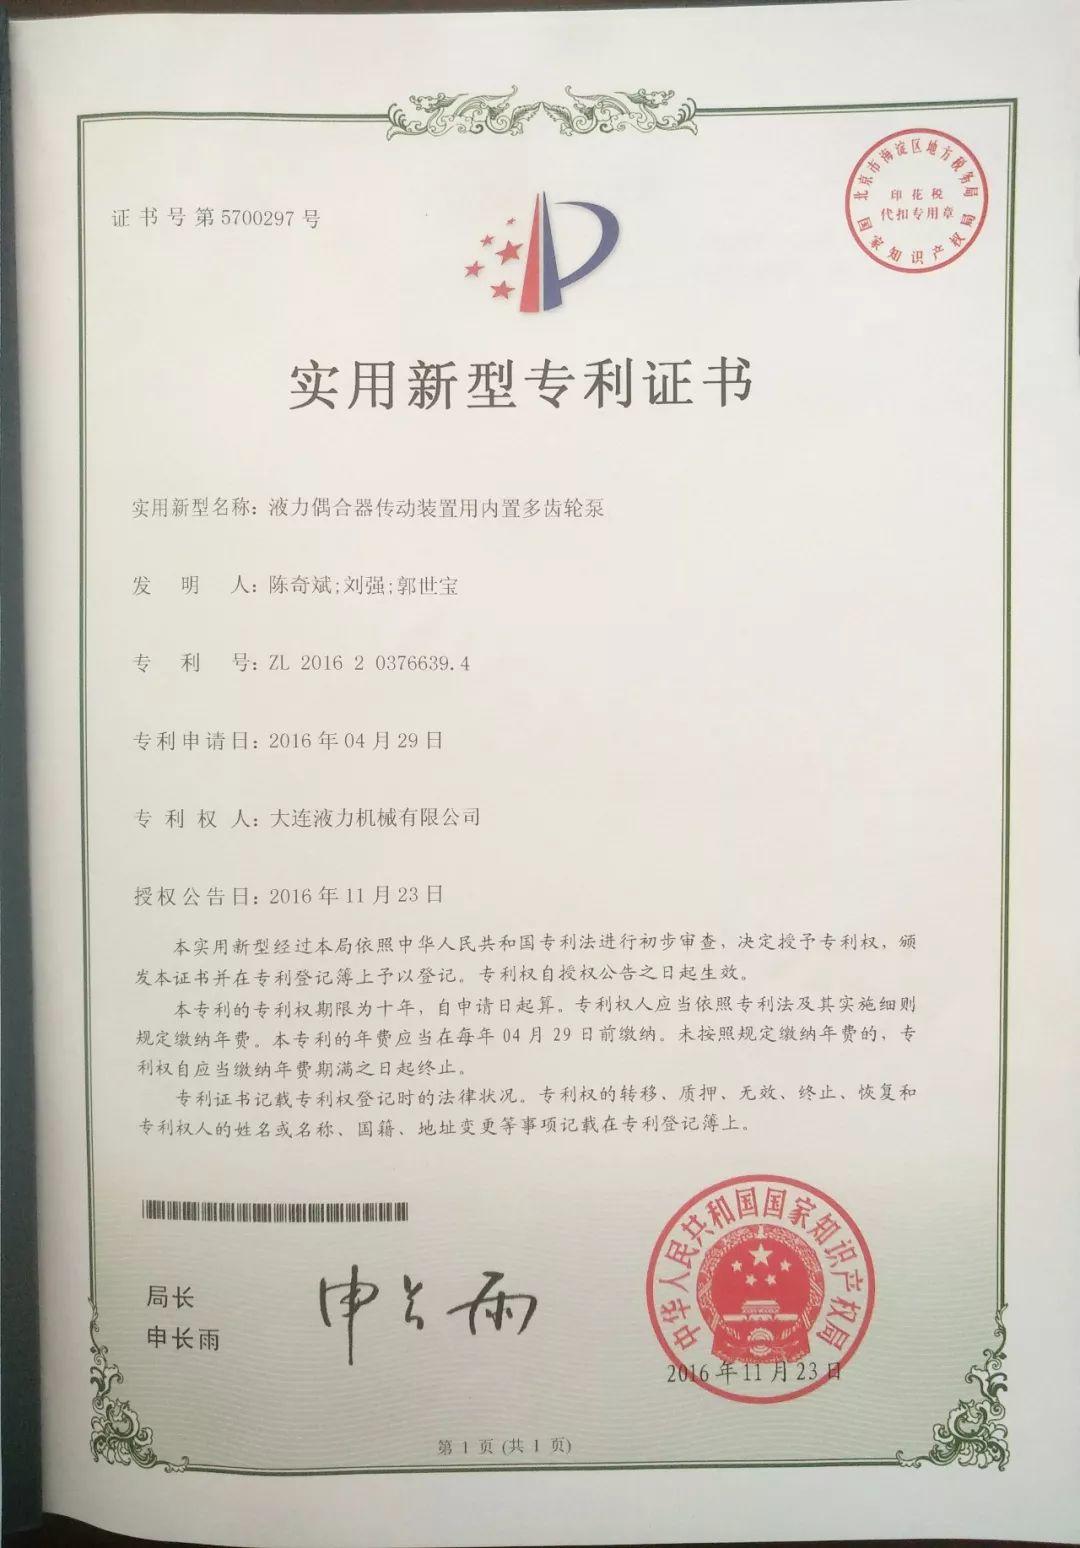 证书号第5700297号
北京市海淀区地方税务局
印花税
代扣专用章
国家知识产权局
实用新型专利证书
实用新型名称：液力偶合器传动装置用内置多齿轮泵
发明人：陈奇斌;刘强;郭世宝
专利号：ZL 2016 2 0376639.4
专利申请日：2016年04月29日
专利权人：大连液力机械有限公司
授权公告日：2016年11月23日
本实用新型经过本局依照中华人民共和国专利法进行初步审查，决定授予专利权，颁
发本证书并在专利登记簿上予以登记。专利权自授权公告之日起生效。
本专利的专利权期限为十年，自申请日起算。专利权人应当依照专利法及其实施细则
规定缴纳年费。本专利的年费应当在每年04月29日前缴纳。未按照规定缴纳年费的，专
利权自应当缴纳年费期满之日起终止。
专利证书记载专利权登记时的法律状况。专利权的转移、质押、无效、终止、恢复和
专利权人的姓名或名称、国籍、地址变更等事项记载在专利登记簿上。
局长
申长雨
申长雨
中华人民共和国国家知识产权局
2016年11月23日
第1页(共1页)